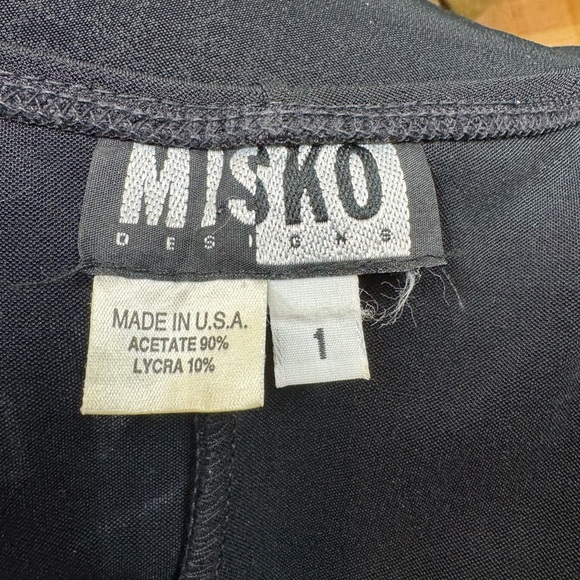 MISKO
DESIGNS
MADE IN U.S.A.
ACETATE 90%
LYCRA 10%
1